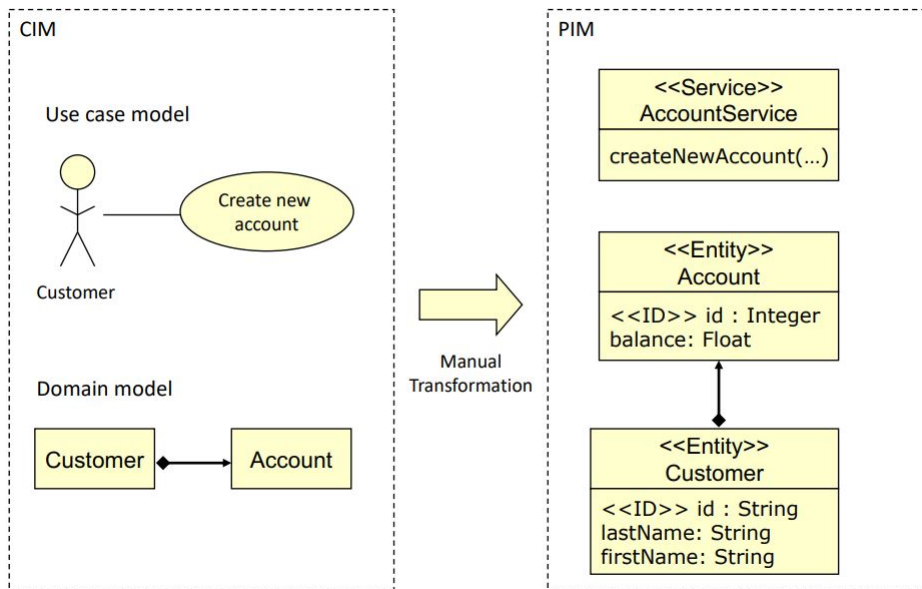 CIM
Use case model
Create new
account
Customer
Domain model
Customer
Account
Manual
Transformation
PIM
<<Service>>
AccountService
createNewAccount(...)
<<Entity>>
Account
<<ID>> id : Integer
balance: Float
<<Entity>>
Customer
<<ID>> id : String
lastName: String
firstName: String